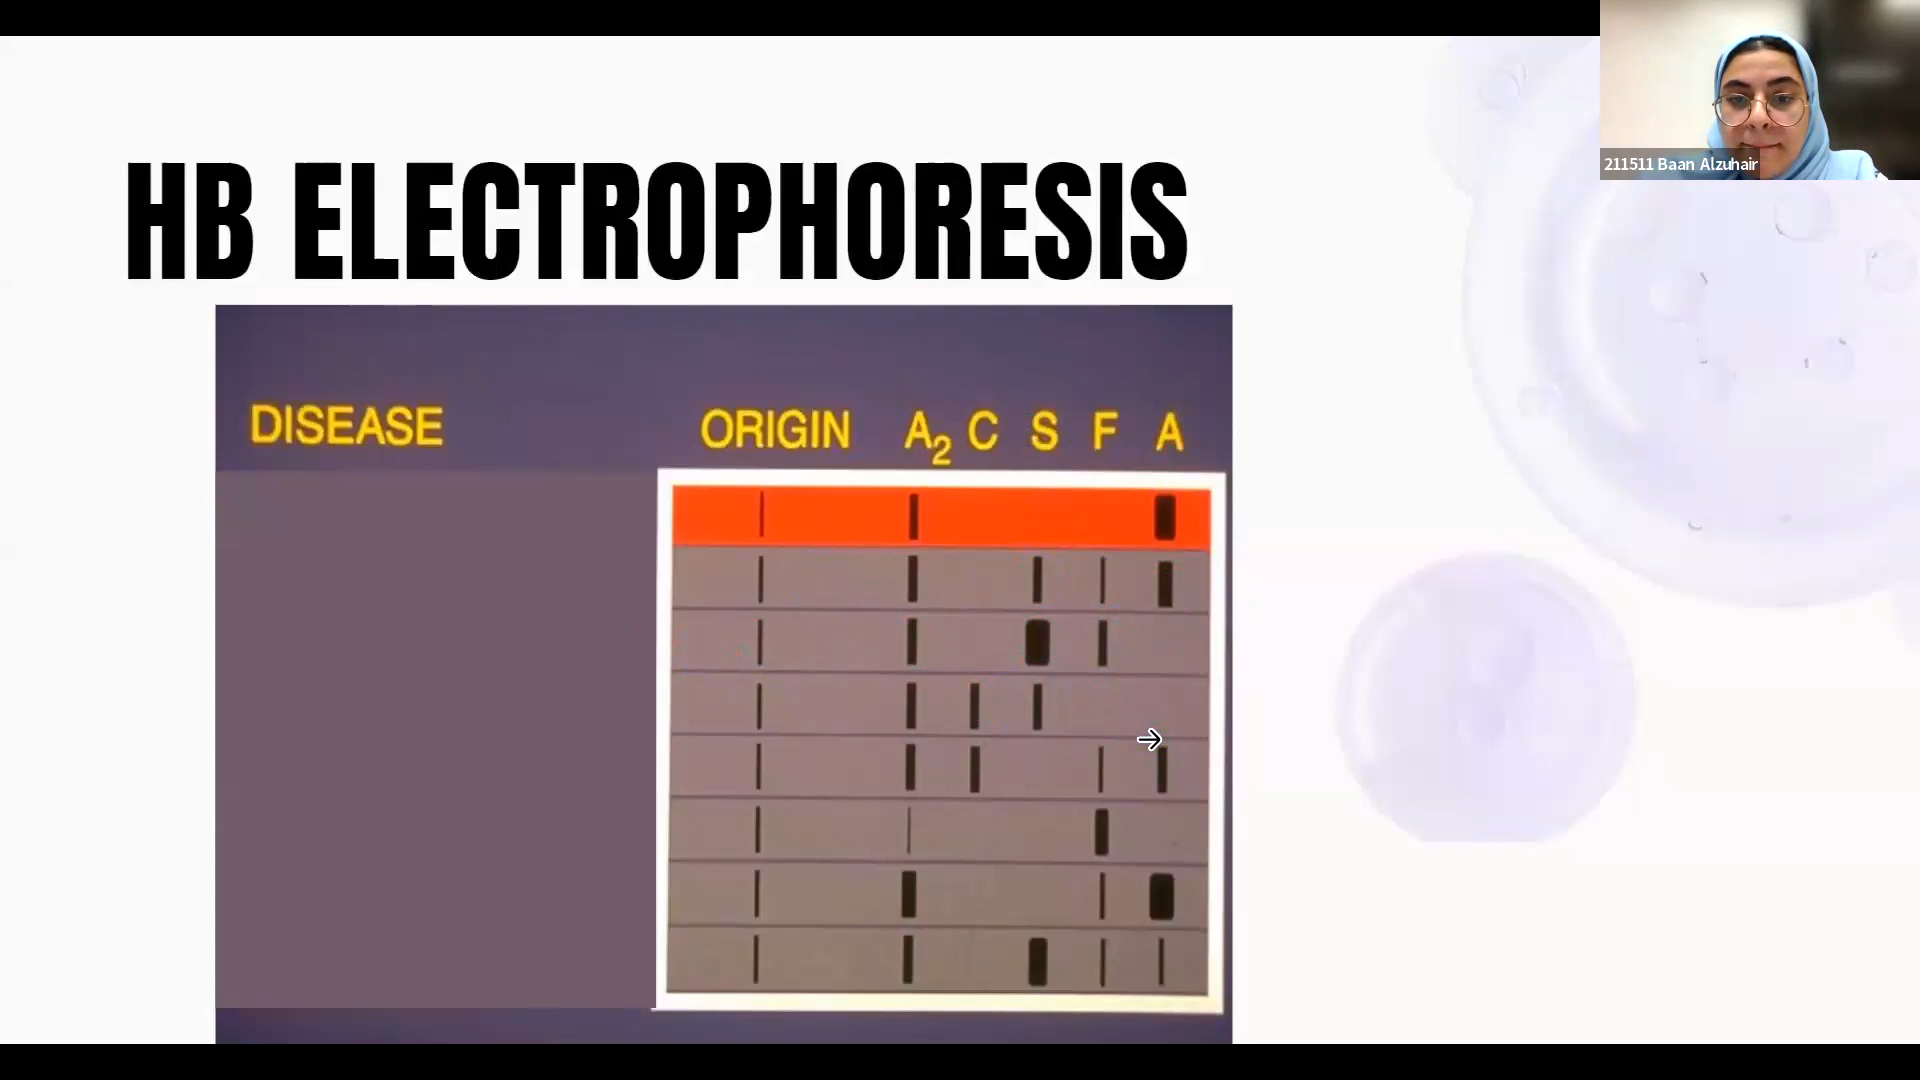 211511 Baan Alzuhair
HB ELECTROPHORESIS
DISEASE ORIGIN A₂ C S F A